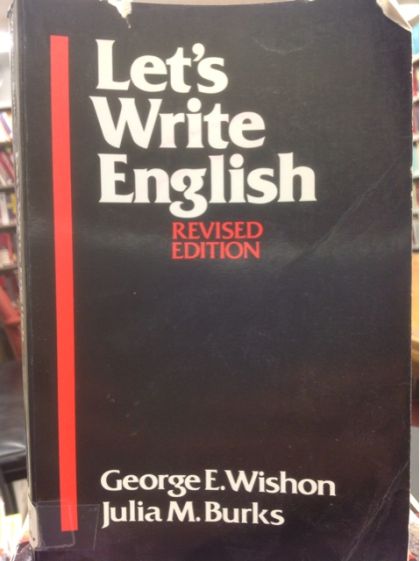 Let's
Write
English
REVISED
EDITION
George E. Wishon
Julia M. Burks